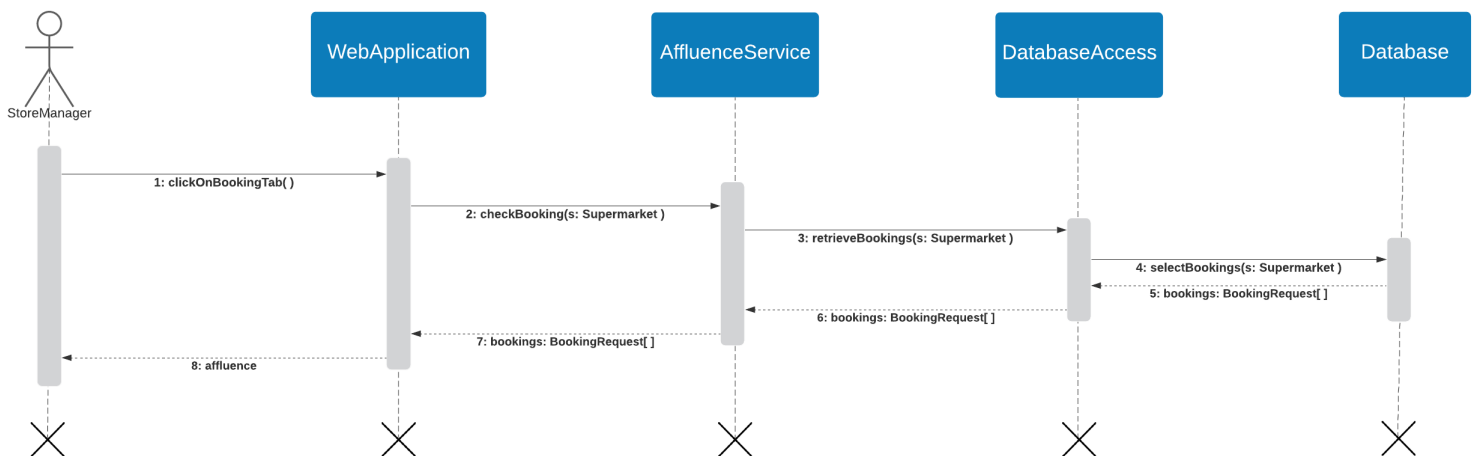 StoreManager
WebApplication
AffluenceService
DatabaseAccess
Database
1: clickOnBookingTab( )
2: checkBooking(s: Supermarket )
3: retrieveBookings(s: Supermarket )
4: selectBookings(s: Supermarket )
5: bookings: BookingRequest[ ]
6: bookings: BookingRequest[ ]
7: bookings: BookingRequest[ ]
8: affluence